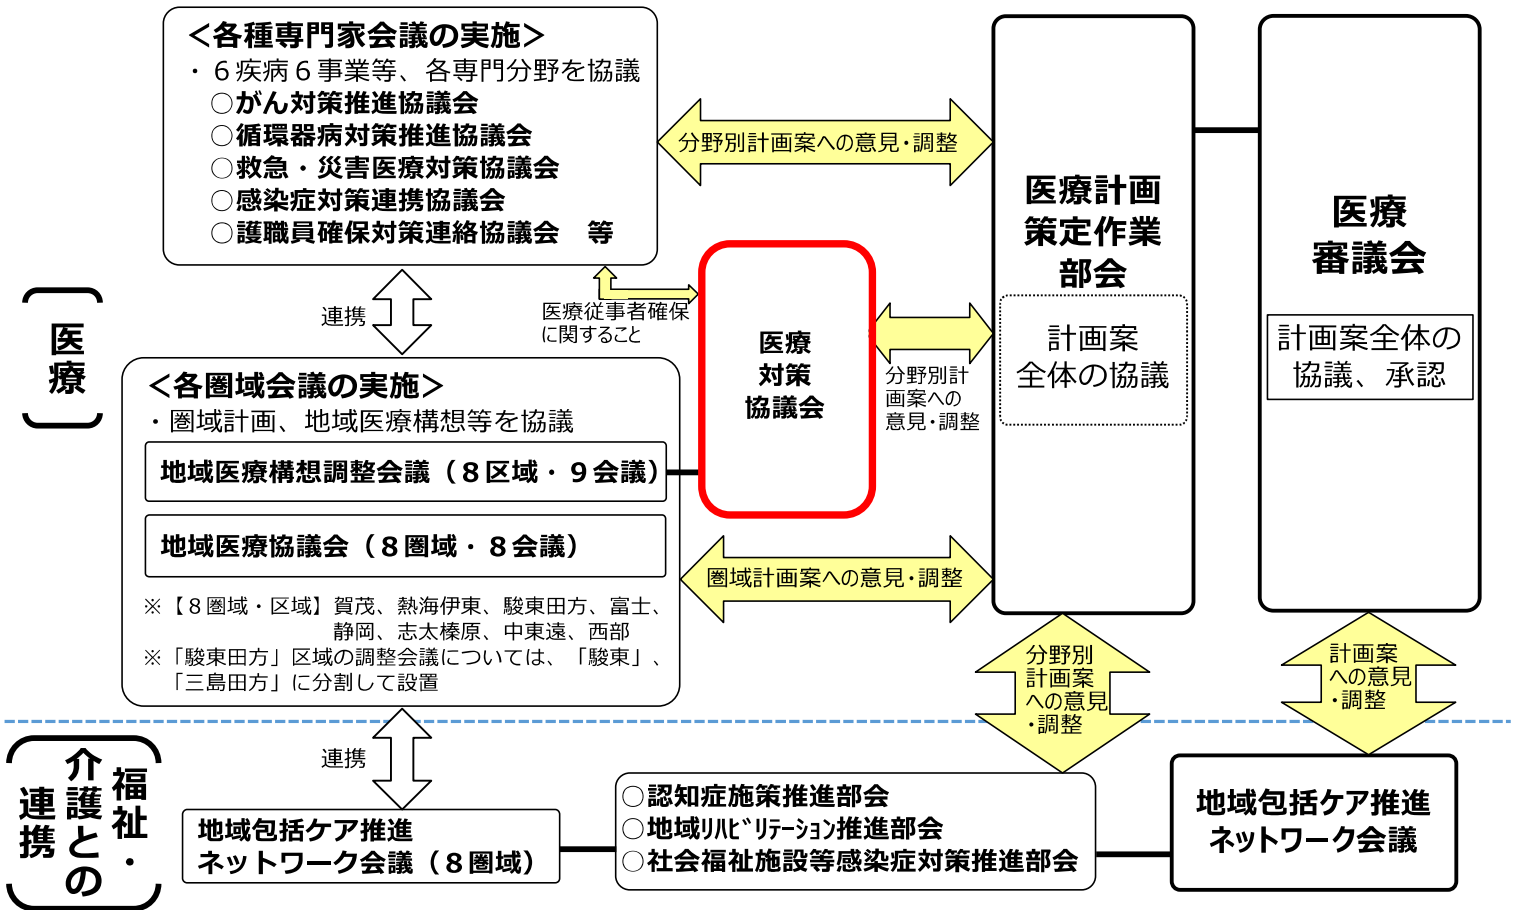 ＜各種専門家会議の実施＞
・６疾病６事業等、各専門分野を協議
○がん対策推進協議会
○循環器病対策推進協議会
○救急・災害医療対策協議会
○感染症対策連携協議会
○護職員確保対策連絡協議会　等
分野別計画案への意見・調整
医療計画
策定作業
部会
計画案
全体の協議
医療
審議会
計画案全体の
協議、承認
医療
連携
医療従事者確保
に関すること
医療
対策
協議会
分野別計
画案への
意見・調整
＜各圏域会議の実施＞
・圏域計画、地域医療構想等を協議
地域医療構想調整会議（８区域・９会議）
地域医療協議会（８圏域・８会議）
※【８圏域・区域】賀茂、熱海伊東、駿東田方、富士、
静岡、志太榛原、中東遠、西部
※「駿東田方」区域の調整会議については、「駿東」、
「三島田方」に分割して設置
圏域計画案への意見・調整
分野別
計画案
への意見
・調整
計画案
への意見
・調整
福祉・
介護との
連携
連携
地域包括ケア推進
ネットワーク会議（８圏域）
○認知症施策推進部会
○地域ﾘﾊﾋﾞﾘﾃｰｼｮﾝ推進部会
○社会福祉施設等感染症対策推進部会
地域包括ケア推進
ネットワーク会議